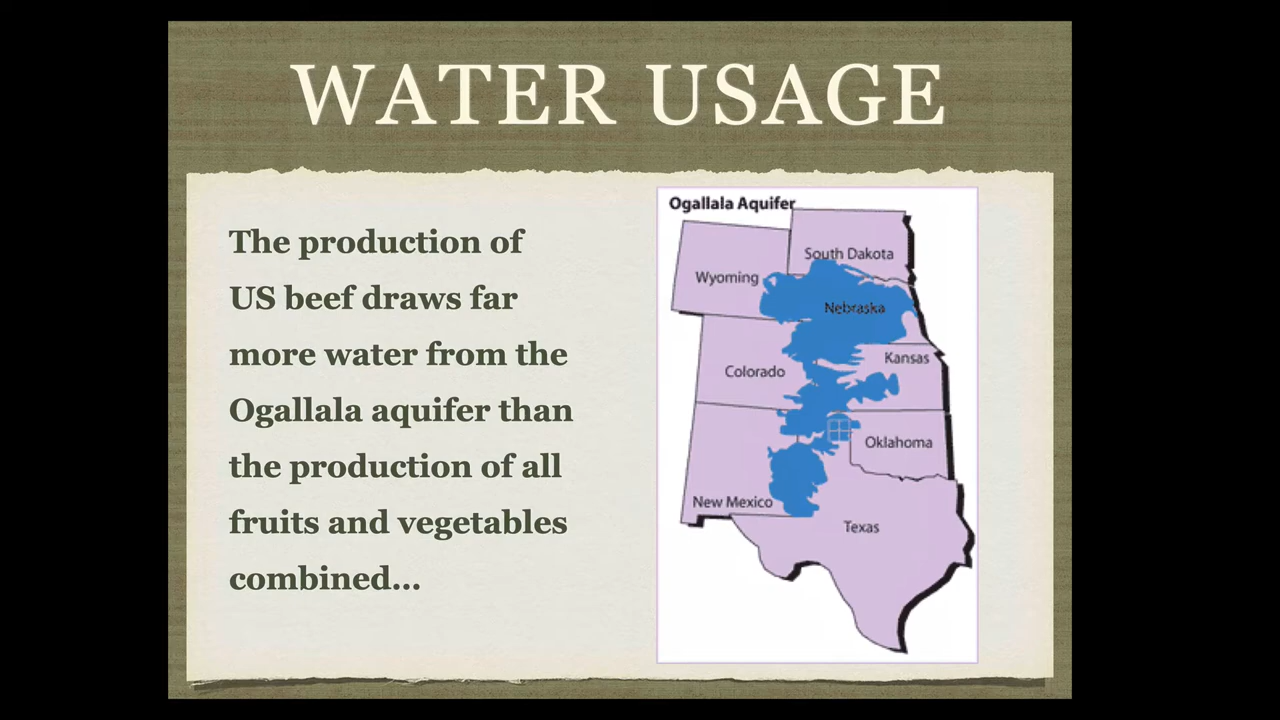 WATER USAGE
The production of
US beef draws far
more water from the
Ogallala aquifer than
the production of all
fruits and vegetables
combined...
Ogallala Aquifer
South Dakota
Wyoming
Nebraska
Kansas
Colorado
Oklahoma
New Mexico
Texas